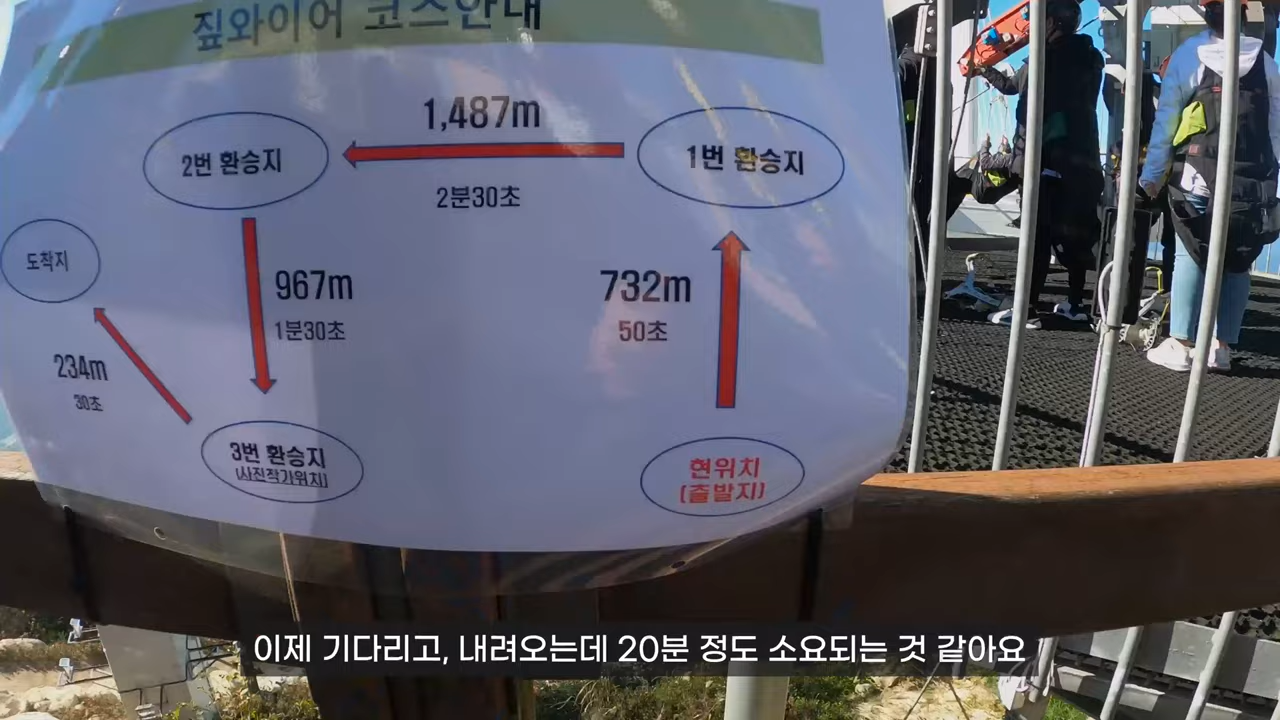 짚와이어 코스안내
1,487m
2번 환승지
1번 환승지
2분30초
도착지
967m
1분30초
732m
50초
234m
30초
3번 환승지
(사진작가위치)
현위치
(출발지)
이제 기다리고, 내려오는데 20분 정도 소요되는 것 같아요